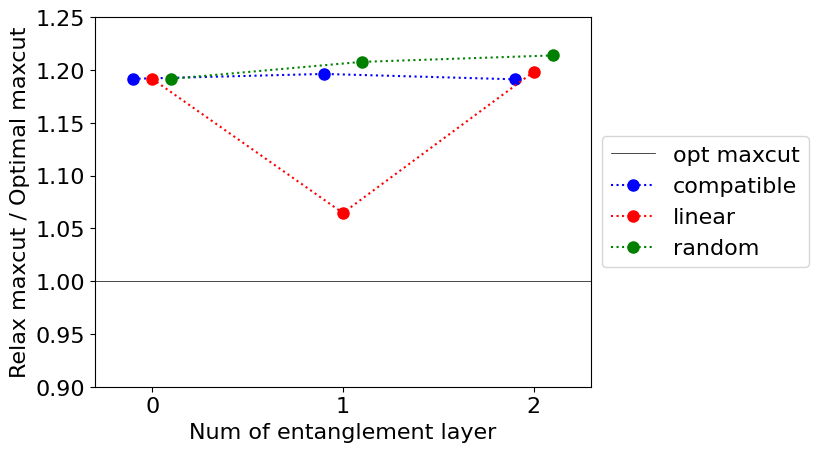 Relax maxcut / Optimal maxcut
1.25
1.20
1.15
1.10
1.05
1.00
0.95
0.90
0 1 2
Num of entanglement layer
opt maxcut
compatible
linear
random